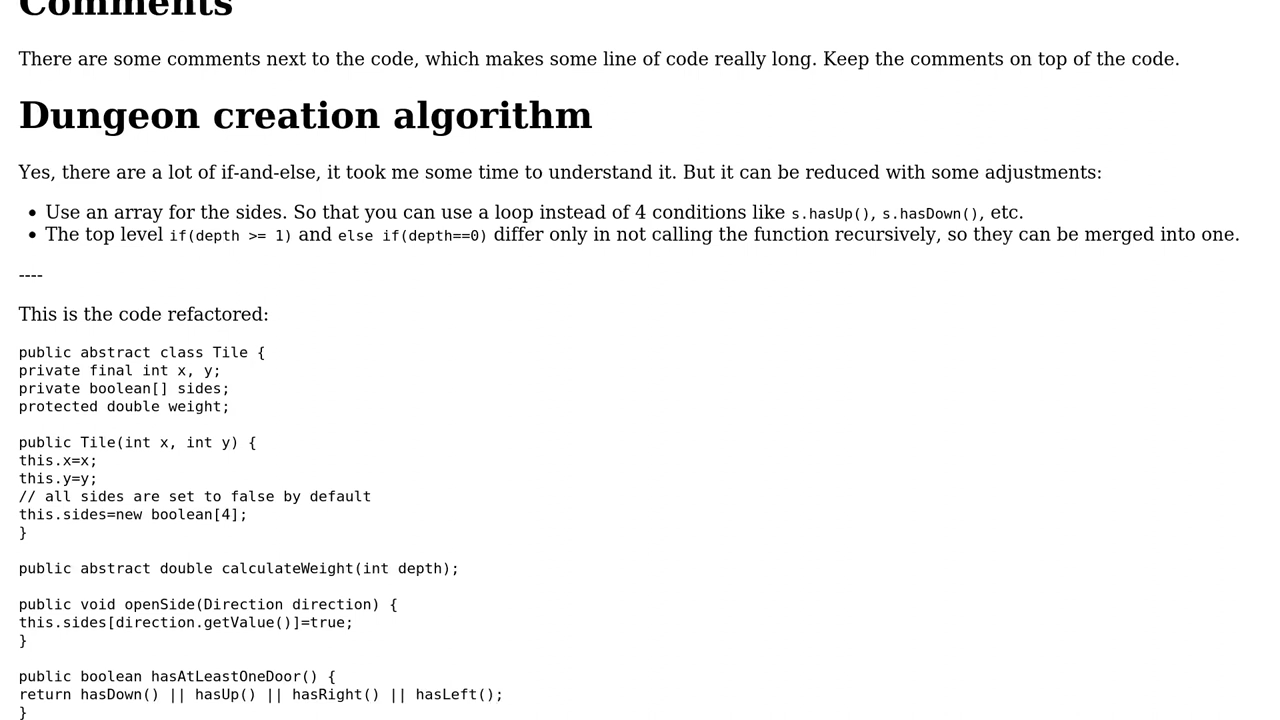 Comments
There are some comments next to the code, which makes some line of code really long. Keep the comments on top of the code.
Dungeon creation algorithm
Yes, there are a lot of if-and-else, it took me some time to understand it. But it can be reduced with some adjustments:
• Use an array for the sides. So that you can use a loop instead of 4 conditions like s.hasUp(), s.hasDown(), etc.
• The top level if(depth >= 1) and else if(depth==0) differ only in not calling the function recursively, so they can be merged into one.
----
This is the code refactored:
public abstract class Tile {
private final int x, y;
private boolean[] sides;
protected double weight;
public Tile(int x, int y) {
this.x=x;
this.y=y;
// all sides are set to false by default
this.sides=new boolean[4];
}
public abstract double calculateWeight(int depth);
public void openSide(Direction direction) {
this.sides[direction.getValue()]=true;
}
public boolean hasAtLeastOneDoor() {
return hasDown() || hasUp() || hasRight() || hasLeft();
}